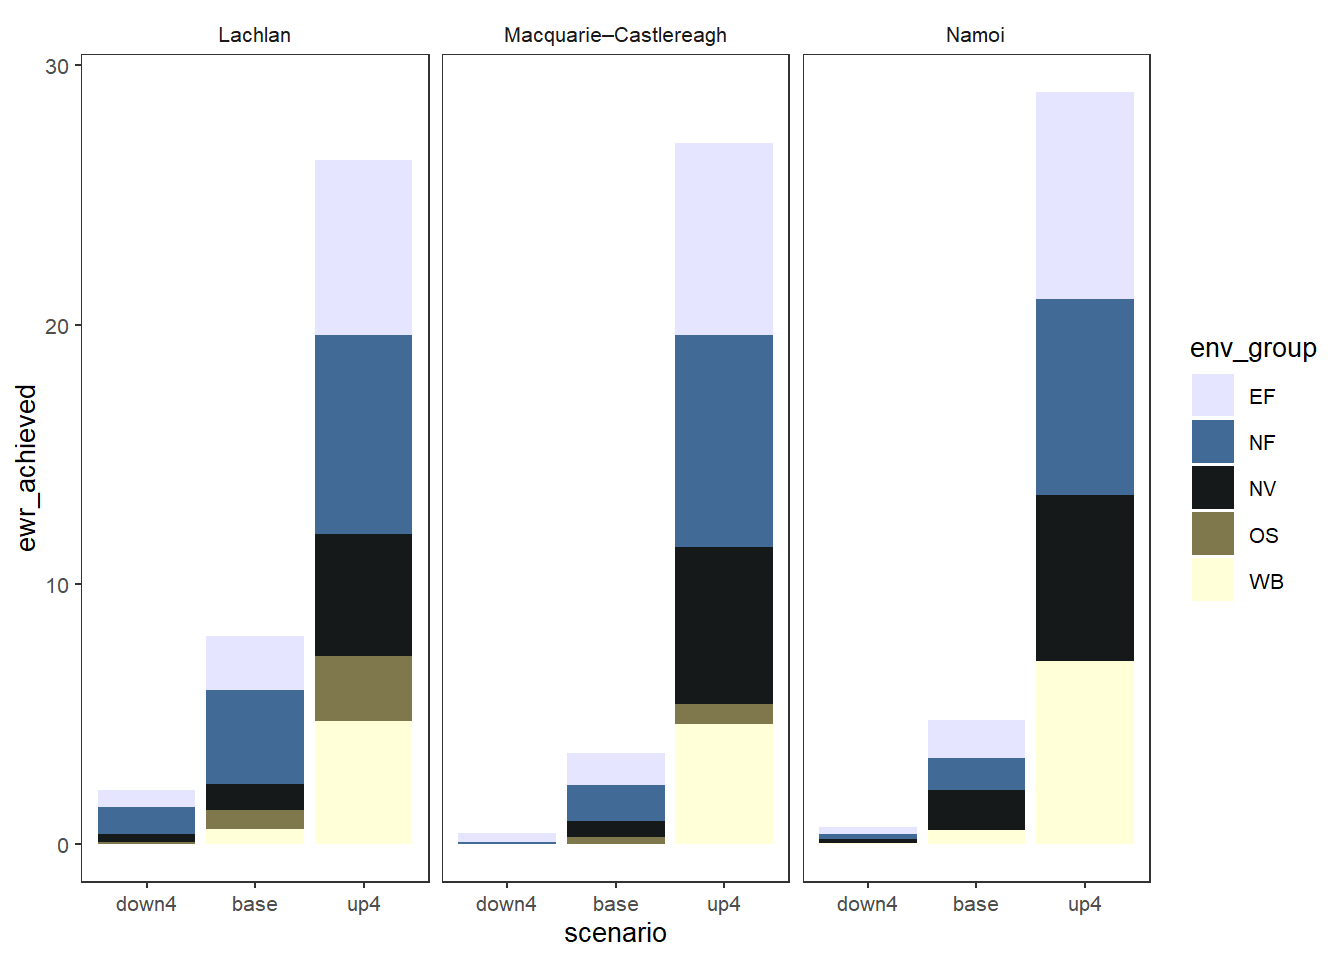 Lachlan
Macquarie–Castlereagh
Namoi
30
20
10
0
ewr_achieved
down4 base up4
down4 base up4
down4 base up4
scenario
env_group
EF
NF
NV
OS
WB